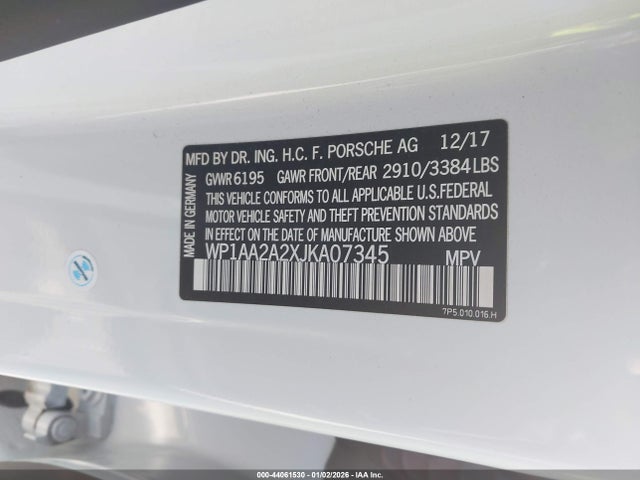 MFD BY DR. ING. H.C. F. PORSCHE AG 12/17
GVWR 6195 GAWR FRONT/REAR 2910/3384 LBS
THIS VEHICLE CONFORMS TO ALL APPLICABLE U.S. FEDERAL
MOTOR VEHICLE SAFETY AND THEFT PREVENTION STANDARDS
IN EFFECT ON THE DATE OF MANUFACTURE SHOWN ABOVE
WP1AA2A2XJKA07345 MPV
MADE IN GERMANY
7P5.010.016.H
000-44061530 - 01/02/2026 - IAA Inc.